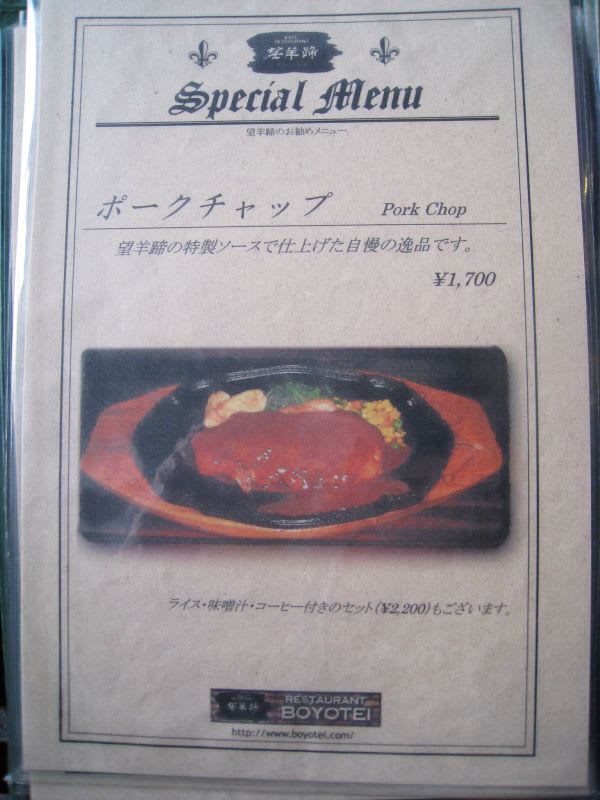 CAFE
RESTAURANT
望羊蹄
Special Menu
望羊蹄のお勧めメニュー
ポークチャップ Pork Chop
望羊蹄の特製ソースで仕上げた自慢の逸品です。
¥1,700
ライス・味噌汁・コーヒー付きのセット(¥2,200)もございます。
望羊蹄
RESTAURANT
BOYOTEI
http://www.boyotei.com/